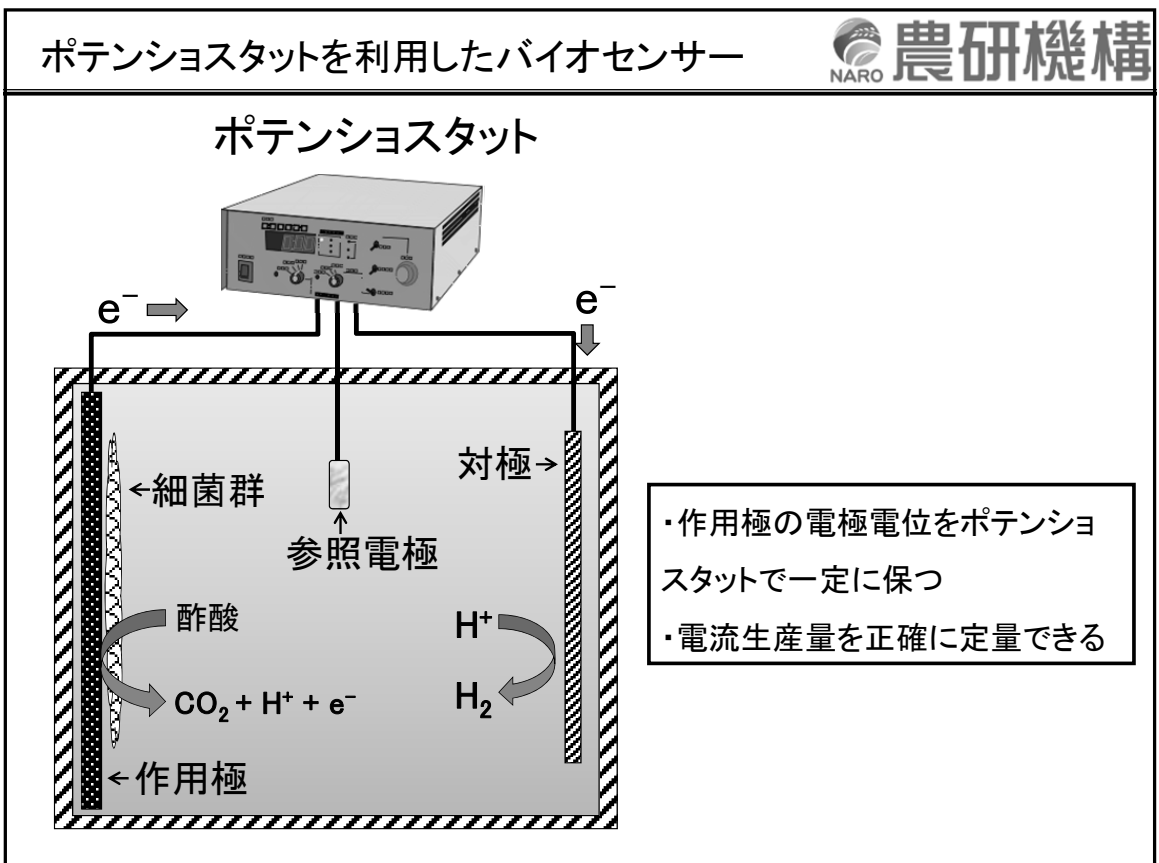 ポテンショスタットを利用したバイオセンサー
NARO 農研機構
ポテンショスタット
e⁻
e⁻
対極→
←細菌群
↑
参照電極
酢酸
H⁺
CO₂ + H⁺ + e⁻
H₂
←作用極
・作用極の電極電位をポテンショ
スタットで一定に保つ
・電流生産量を正確に定量できる